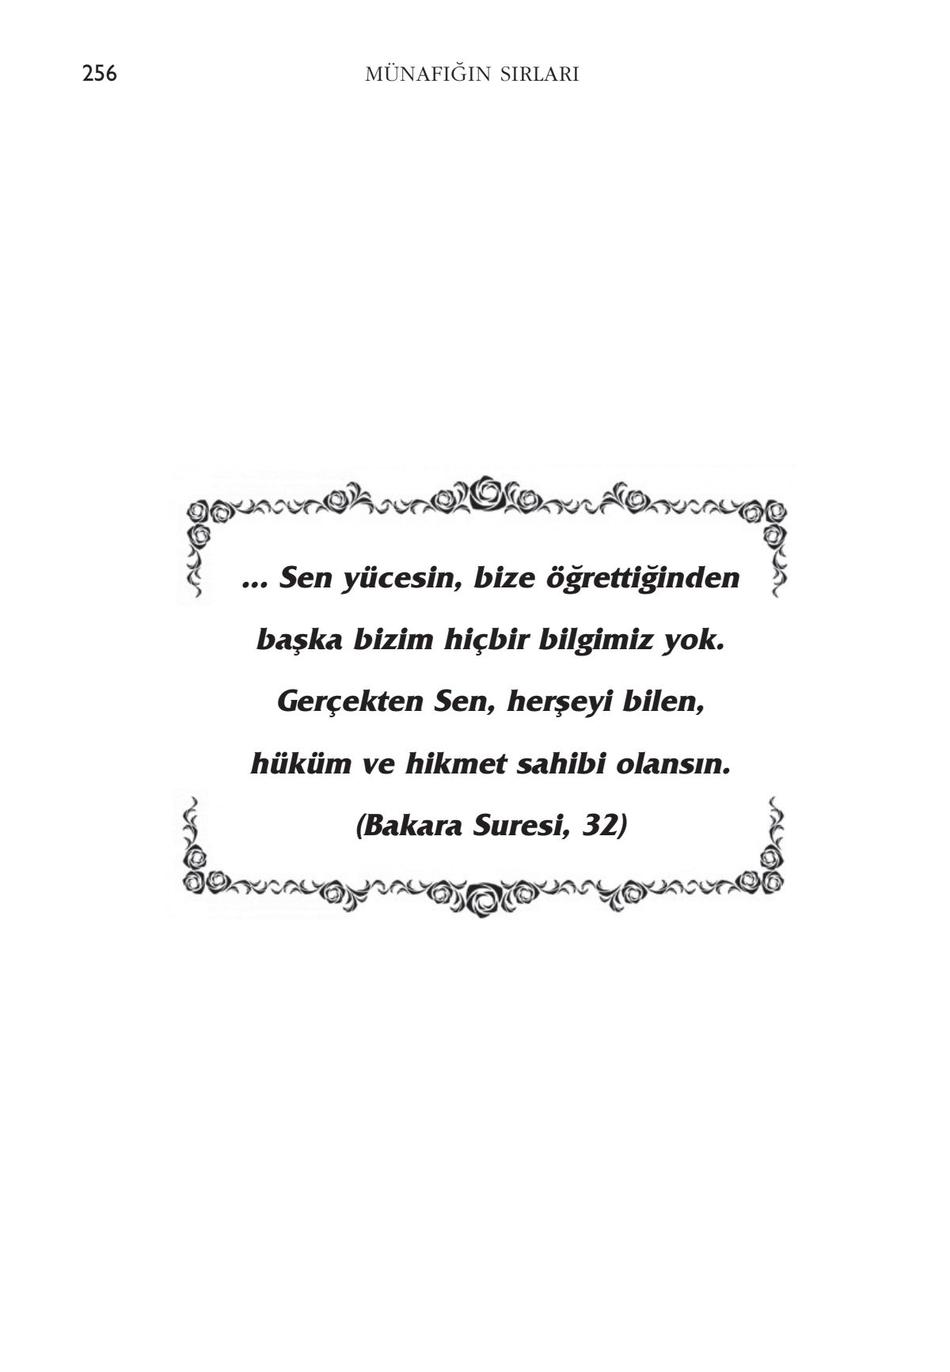 256
MÜNAFIĞIN SIRLARI
... Sen yücesin, bize öğrettiğinden
başka bizim hiçbir bilgimiz yok.
Gerçekten Sen, herşeyi bilen,
hüküm ve hikmet sahibi olansın.
(Bakara Suresi, 32)